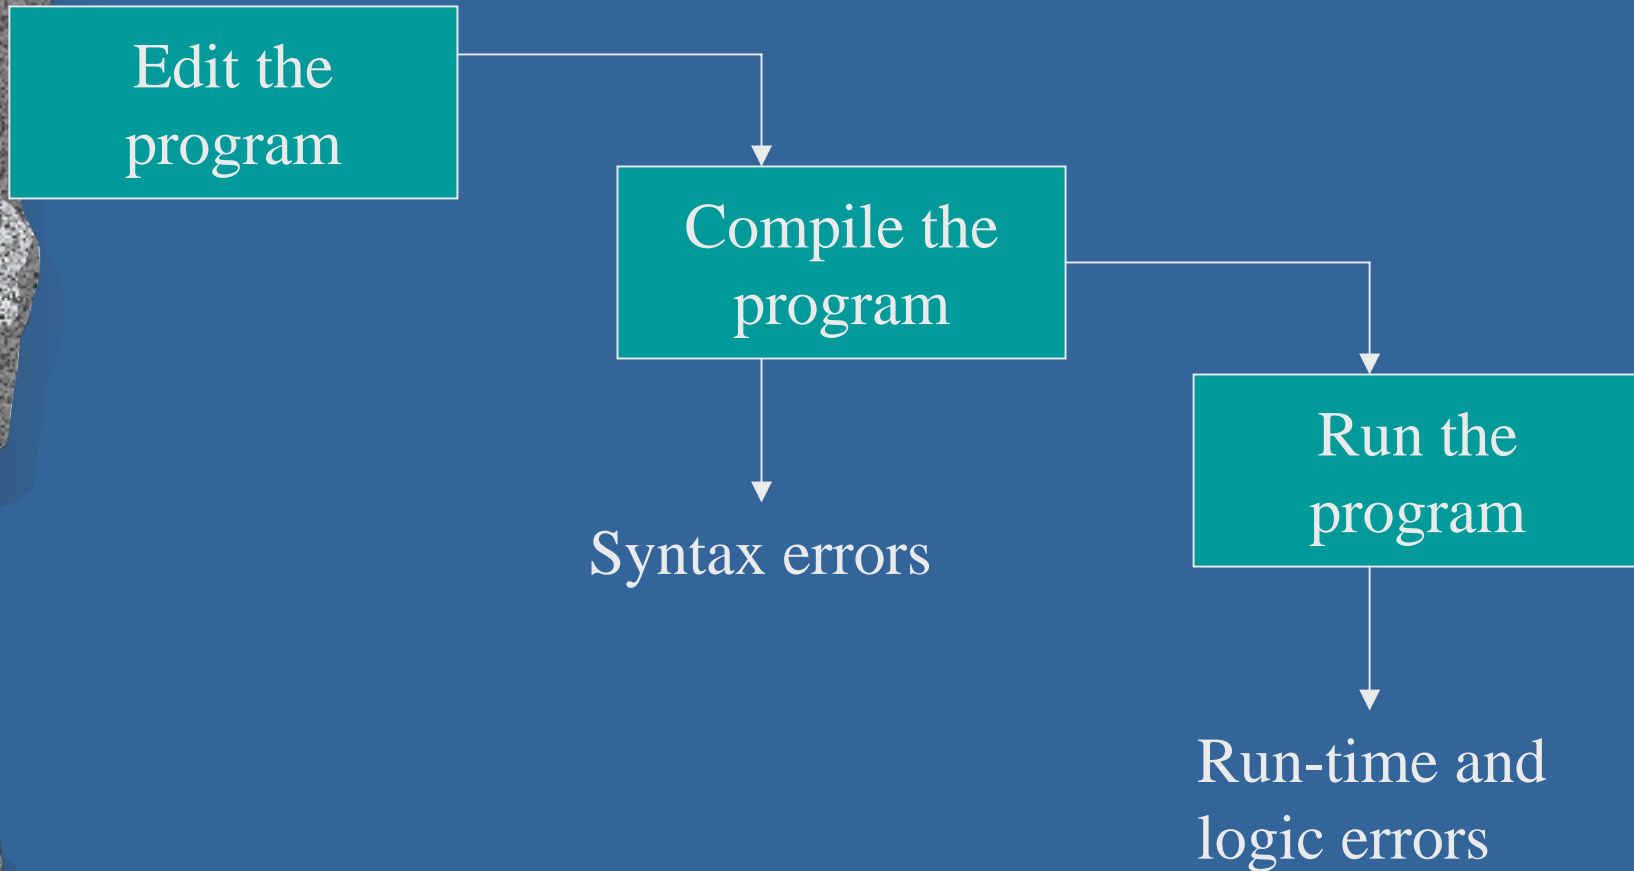 Edit the
program
Compile the
program
Run the
program
Syntax errors
Run-time and
logic errors